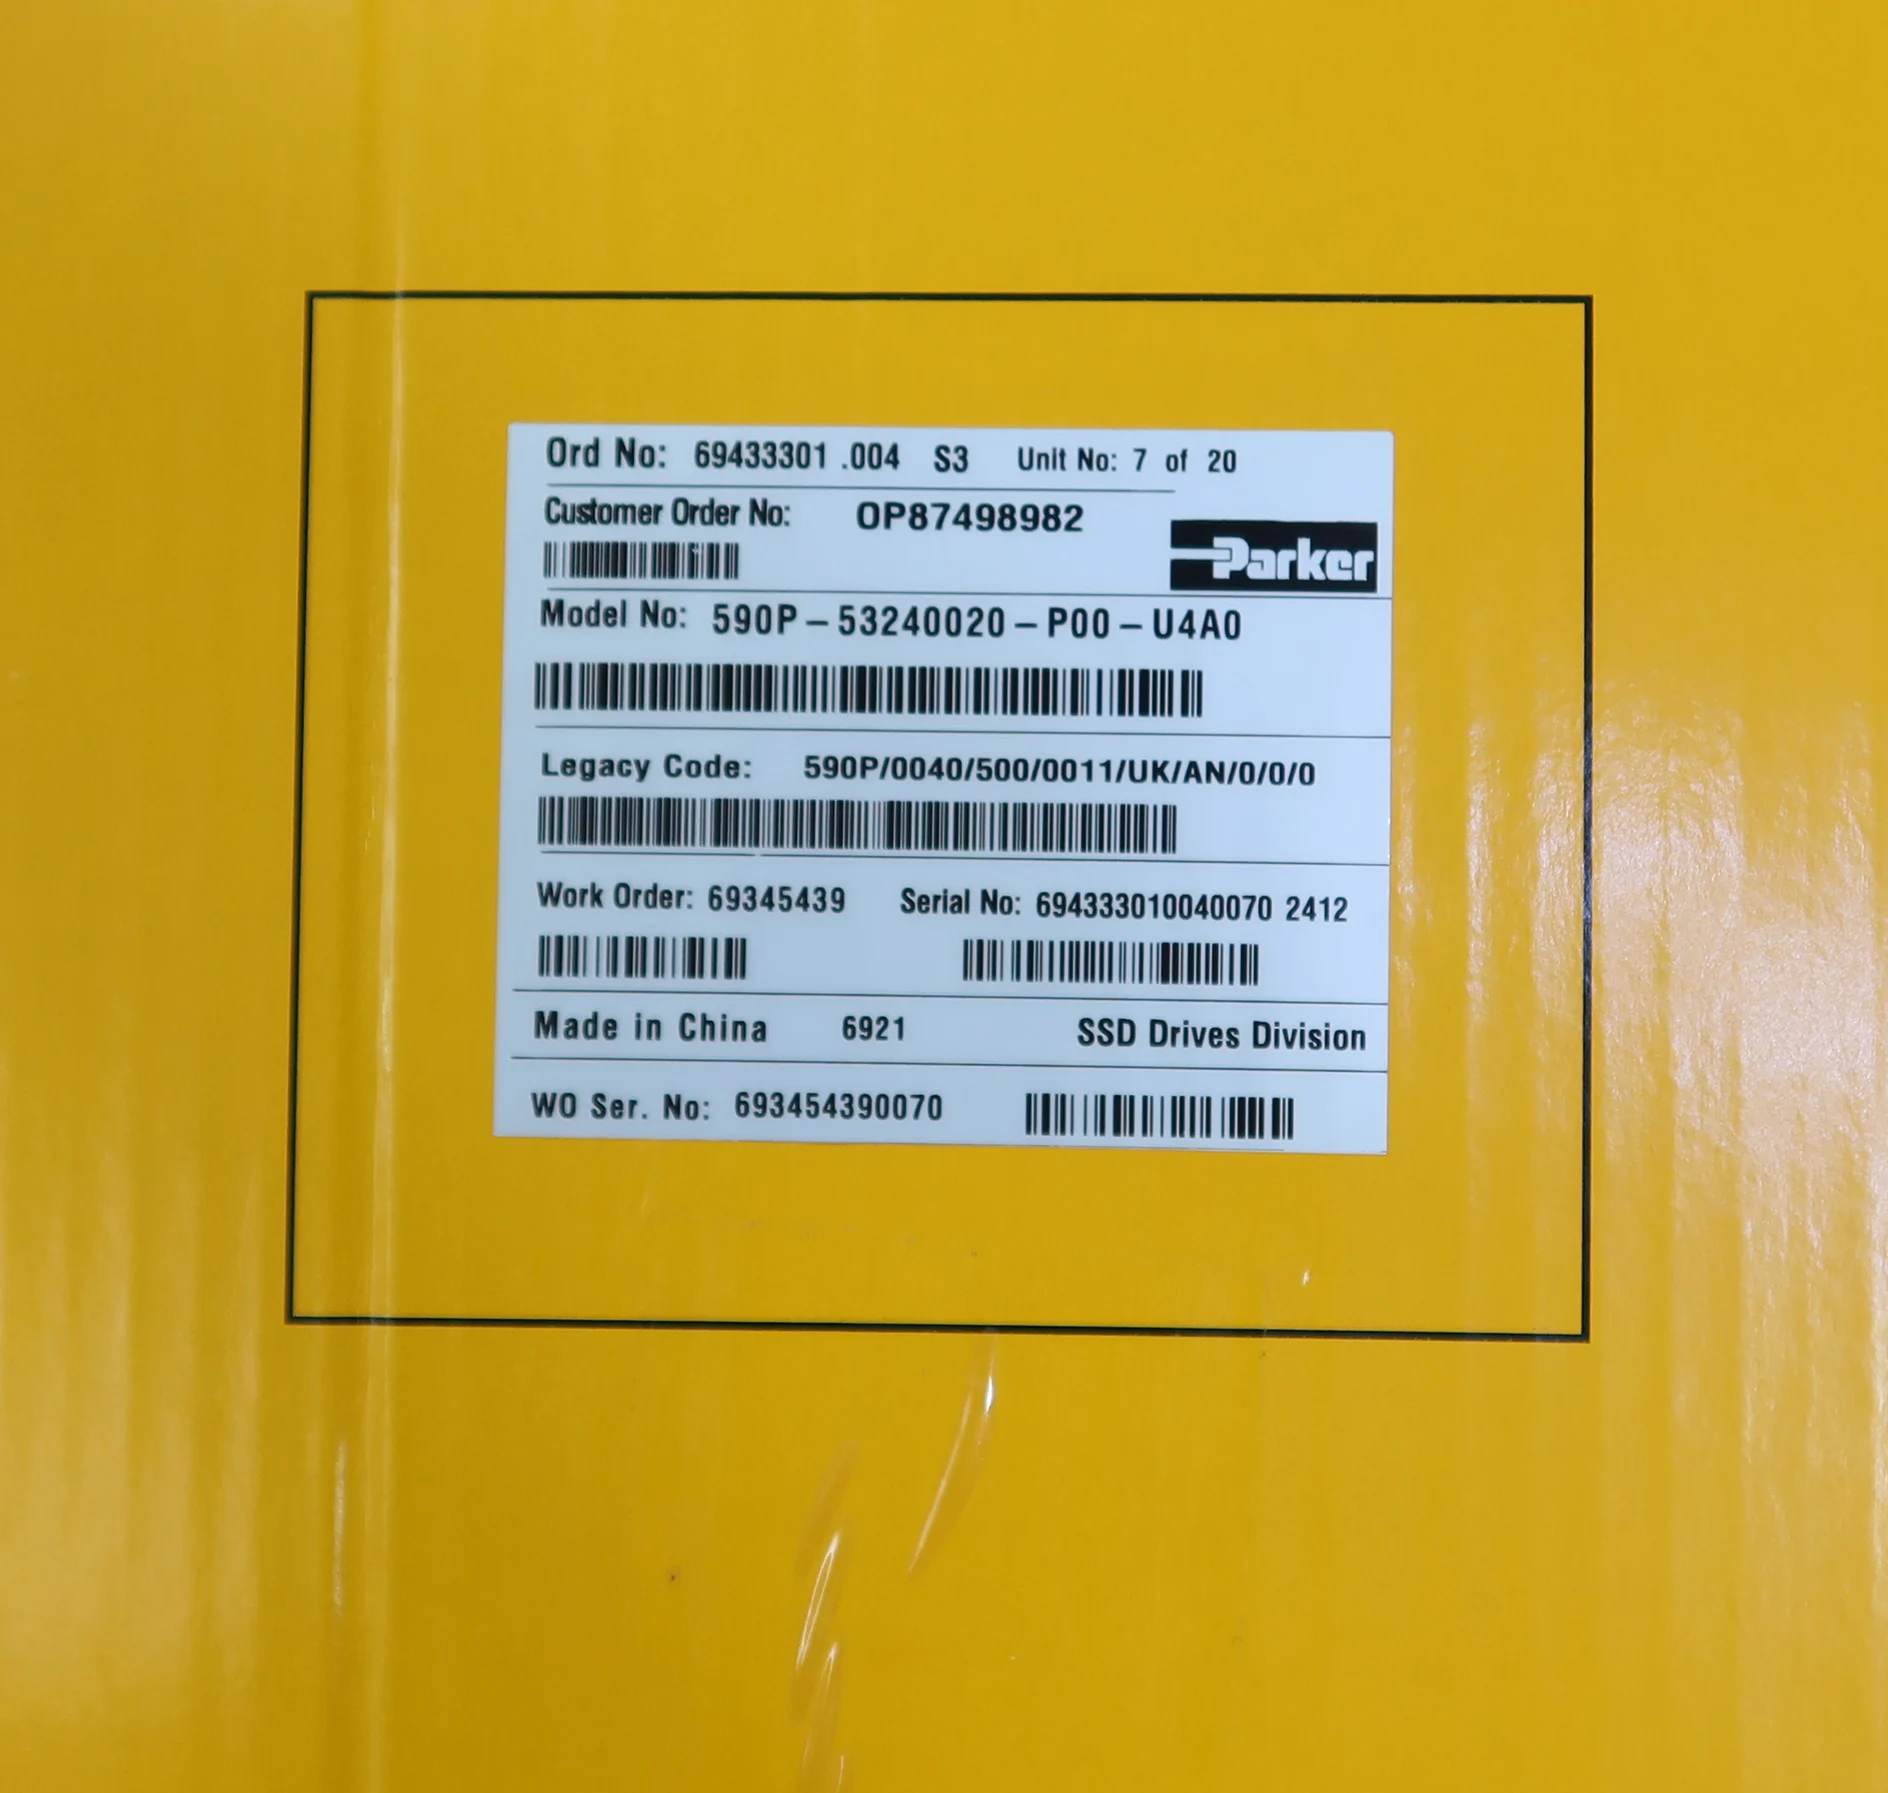 Ord No: 69433301 .004 S3 Unit No: 7 of 20
Customer Order No: OP87498982
Parker
Model No: 590P-53240020-P00-U4A0
Legacy Code: 590P/0040/500/0011/UK/AN/0/0/0
Work Order: 69345439 Serial No: 694333010040070 2412
Made in China 6921 SSD Drives Division
WO Ser. No: 693454390070